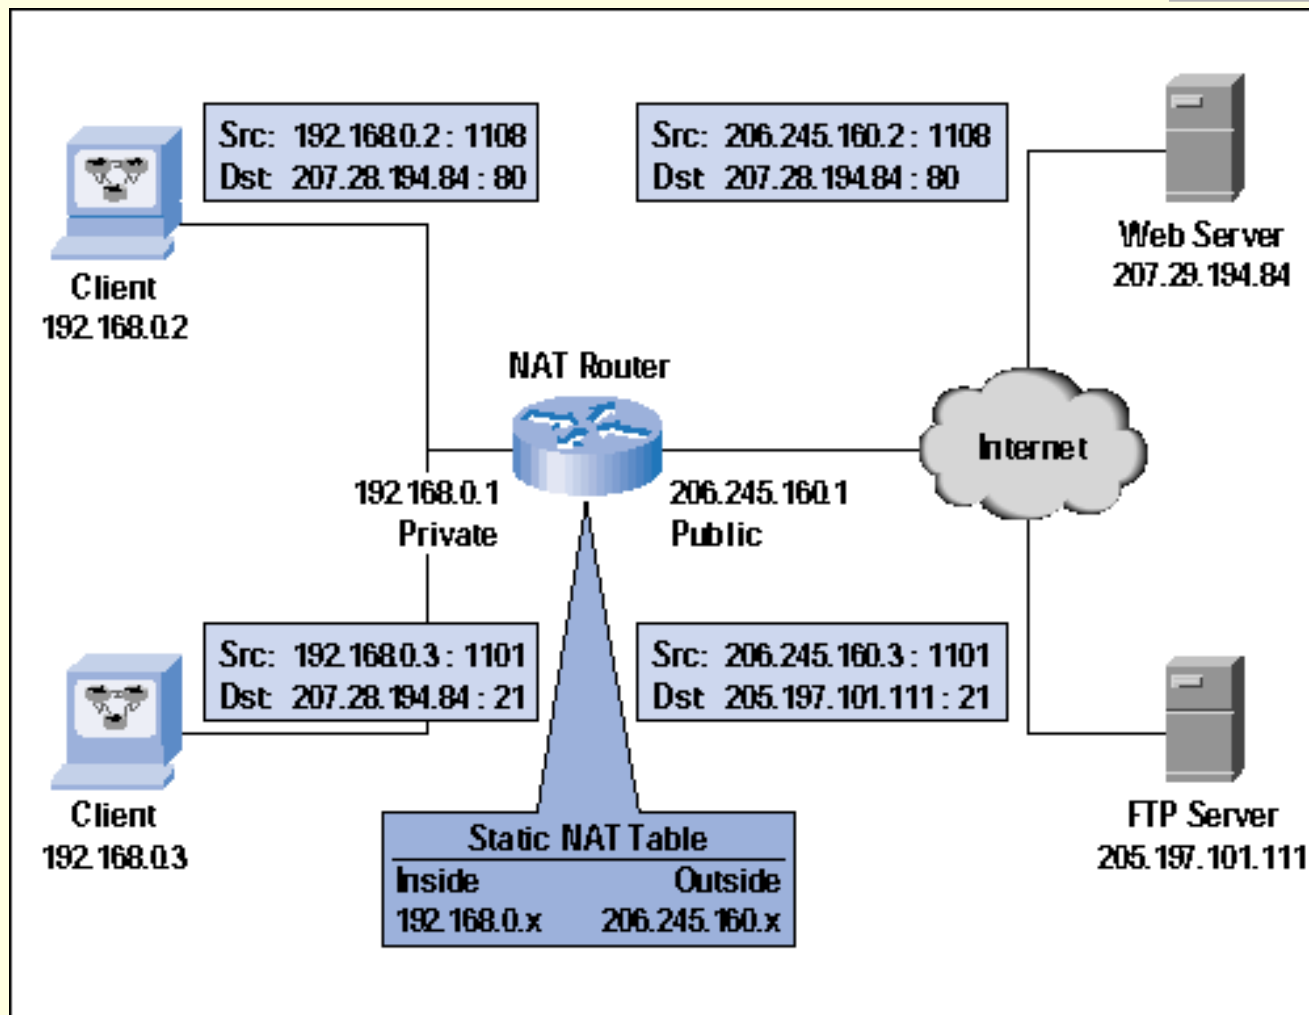 Src: 192.168.0.2 : 1108
Dst: 207.28.194.84 : 80
Src: 206.245.160.2 : 1108
Dst: 207.28.194.84 : 80
Client
192.168.0.2
Web Server
207.29.194.84
NAT Router
Internet
192.168.0.1
Private
206.245.160.1
Public
Src: 192.168.0.3 : 1101
Dst: 207.28.194.84 : 21
Src: 206.245.160.3 : 1101
Dst: 205.197.101.111 : 21
Client
192.168.0.3
FTP Server
205.197.101.111
Static NAT Table
Inside Outside
192.168.0.x 206.245.160.x